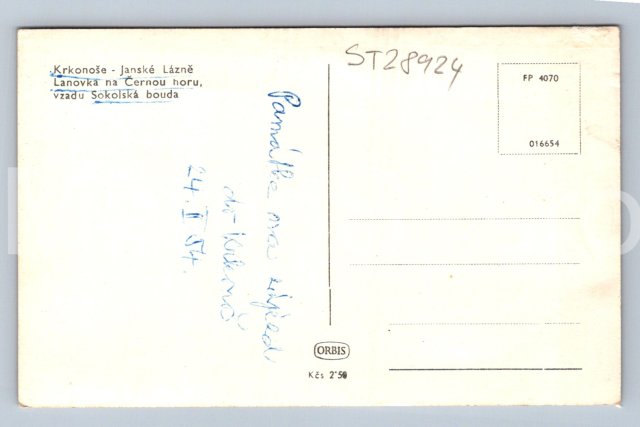 Krkonoše - Janské Lázně
Lanovka na Černou horu,
vzadu Sokolská bouda
ST28924
FP 4070
016654
Památka na zájezd
do Krkonoš
24. II 54.
ORBIS
Kčs 2·50